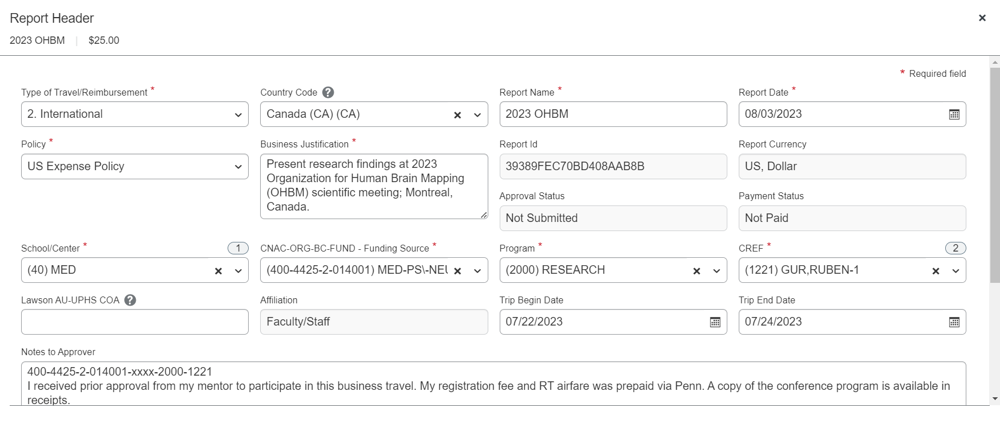 Report Header
2023 OHBM | $25.00
* Required field
Type of Travel/Reimbursement *
2. International
Country Code ?
Canada (CA) (CA)
Report Name *
2023 OHBM
Report Date *
08/03/2023
Policy *
US Expense Policy
Business Justification *
Present research findings at 2023
Organization for Human Brain Mapping
(OHBM) scientific meeting; Montreal,
Canada.
Report Id
39389FEC70BD408AAB8B
Report Currency
US, Dollar
Approval Status
Not Submitted
Payment Status
Not Paid
School/Center * 1
(40) MED
CNAC-ORG-BC-FUND - Funding Source *
(400-4425-2-014001) MED-PS\-NEU
Program *
(2000) RESEARCH
CREF * 2
(1221) GUR,RUBEN-1
Lawson AU-UPHS COA ?
Affiliation
Faculty/Staff
Trip Begin Date
07/22/2023
Trip End Date
07/24/2023
Notes to Approver
400-4425-2-014001-xxxx-2000-1221
I received prior approval from my mentor to participate in this business travel. My registration fee and RT airfare was prepaid via Penn. A copy of the conference program is available in
receipts.